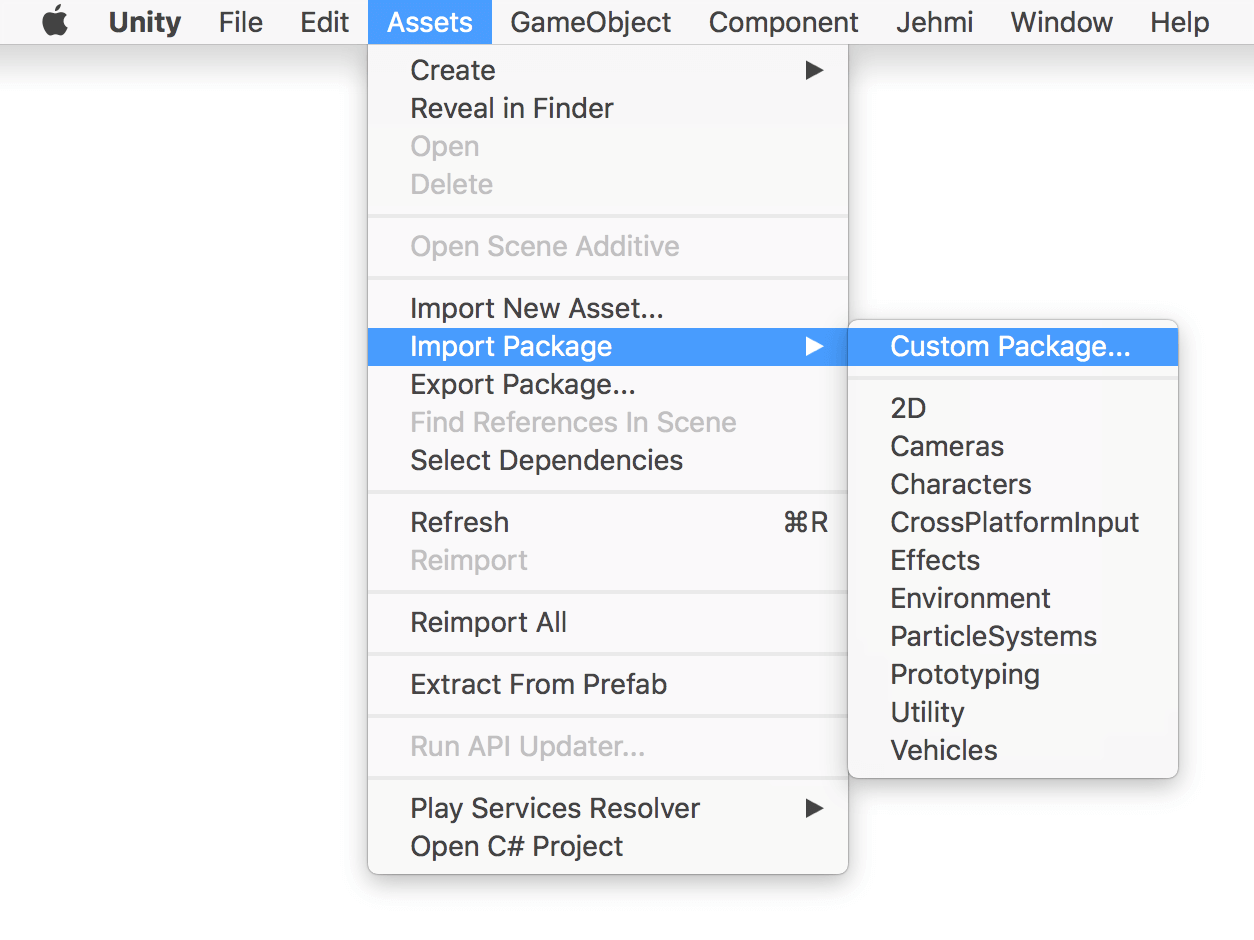 Unity File Edit Assets GameObject Component Jehmi Window Help
Create
Reveal in Finder
Open
Delete
Open Scene Additive
Import New Asset...
Import Package
Export Package...
Find References In Scene
Select Dependencies
Refresh ⌘R
Reimport
Reimport All
Extract From Prefab
Run API Updater...
Play Services Resolver
Open C# Project
Custom Package...
2D
Cameras
Characters
CrossPlatformInput
Effects
Environment
ParticleSystems
Prototyping
Utility
Vehicles